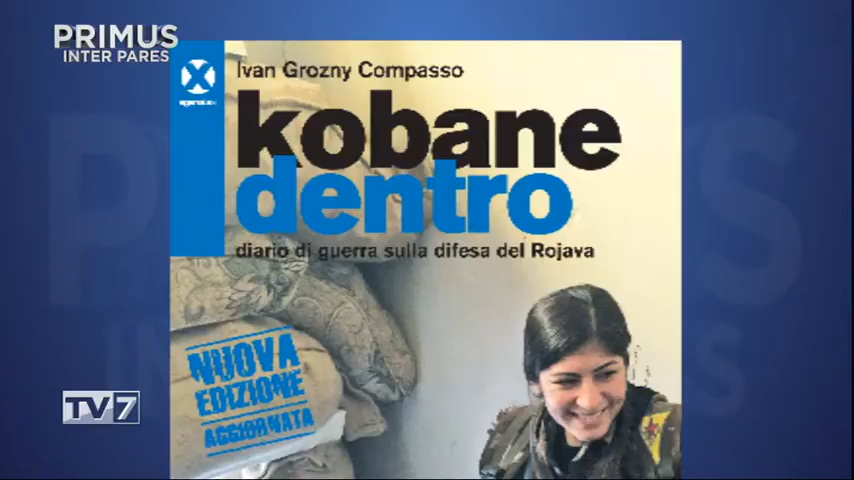 PRIMUS
INTER PARES
Ivan Grozny Compasso
kobane
dentro
diario di guerra sulla difesa del Rojava
NUOVA
EDIZIONE
AGGIORNATA
TV7